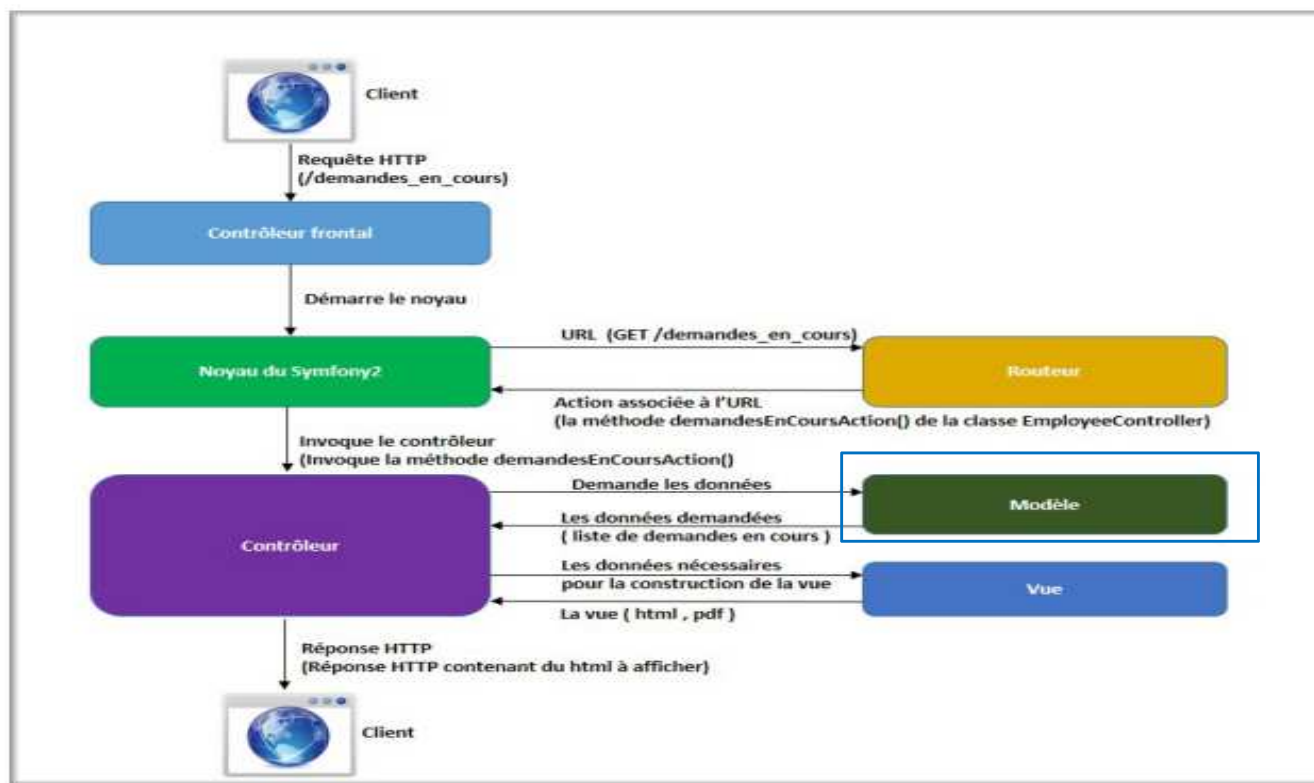 Client
Requête HTTP
(/demandes_en_cours)
Contrôleur frontal
Démarre le noyau
URL (GET /demandes_en_cours)
Noyau du Symfony2
Routeur
Action associée à l'URL
(la méthode demandesEnCoursAction() de la classe EmployeeController)
Invoque le contrôleur
(Invoque la méthode demandesEnCoursAction()
Demande les données
Modèle
Les données demandées
( liste de demandes en cours )
Contrôleur
Les données nécessaires
pour la construction de la vue
Vue
La vue ( html , pdf )
Réponse HTTP
(Réponse HTTP contenant du html à afficher)
Client